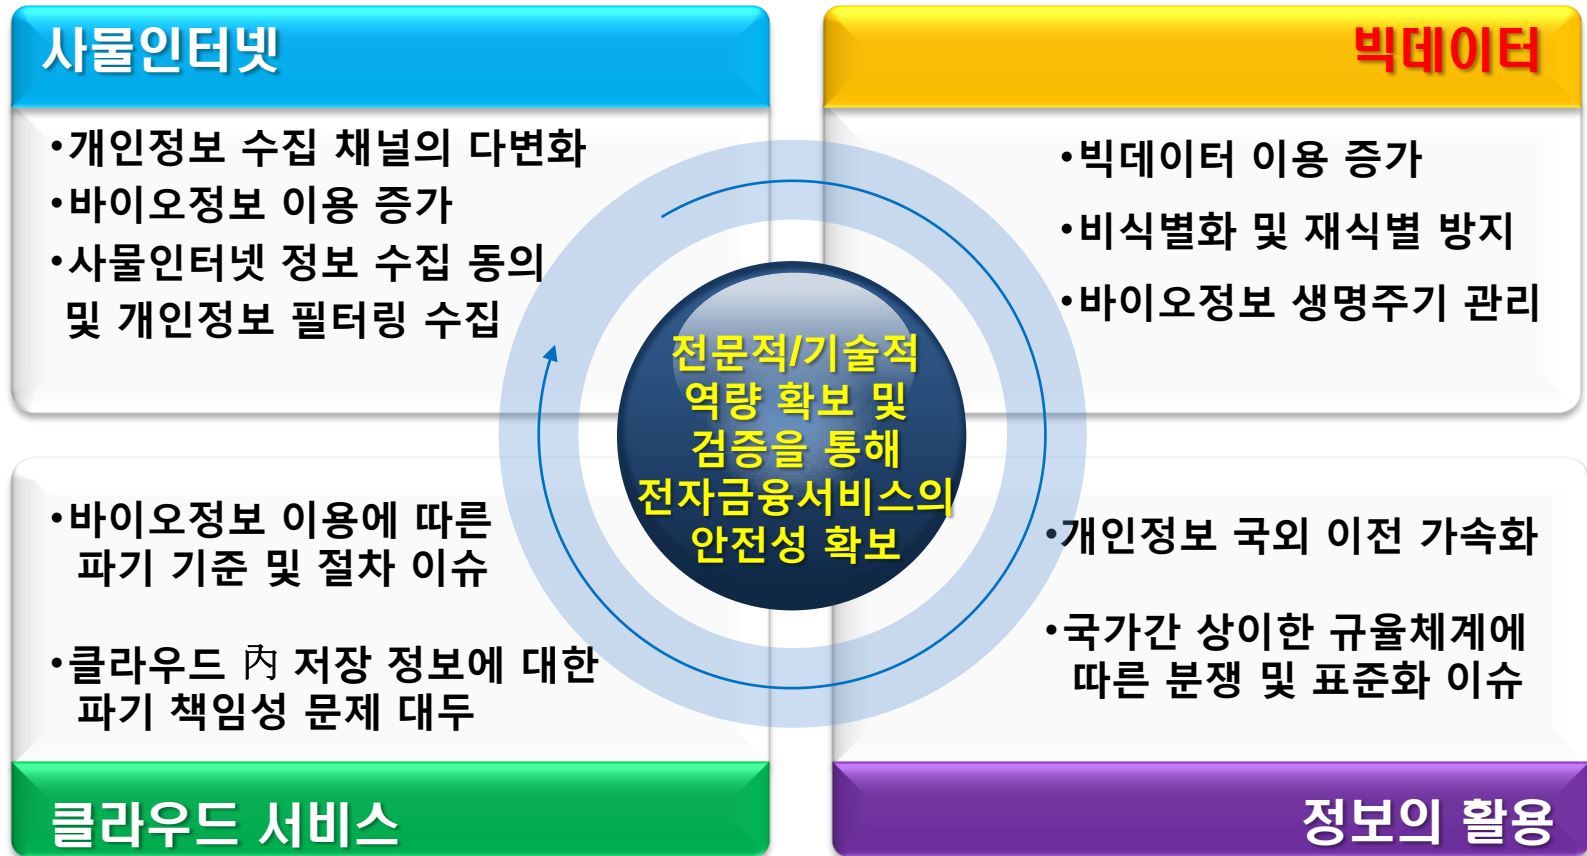 사물인터넷
•개인정보 수집 채널의 다변화
•바이오정보 이용 증가
•사물인터넷 정보 수집 동의
및 개인정보 필터링 수집
빅데이터
•빅데이터 이용 증가
•비식별화 및 재식별 방지
•바이오정보 생명주기 관리
전문적/기술적
역량 확보 및
검증을 통해
전자금융서비스의
안전성 확보
•바이오정보 이용에 따른
파기 기준 및 절차 이슈
•클라우드 內 저장 정보에 대한
파기 책임성 문제 대두
클라우드 서비스
•개인정보 국외 이전 가속화
•국가간 상이한 규율체계에
따른 분쟁 및 표준화 이슈
정보의 활용